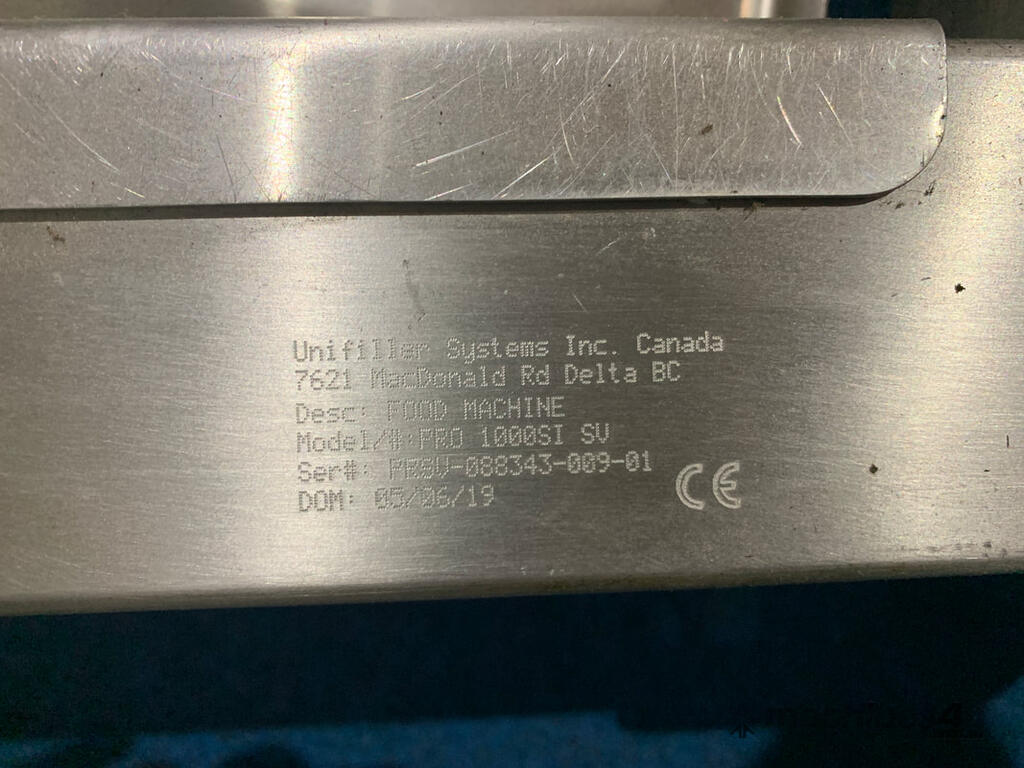 Unifiller Systems Inc. Canada
7621 MacDonald Rd Delta BC
Desc: FOOD MACHINE
Model/#:PRO 1000SI SV
Ser#: PRSV-088343-009-01
DOM: 05/06/19
CE